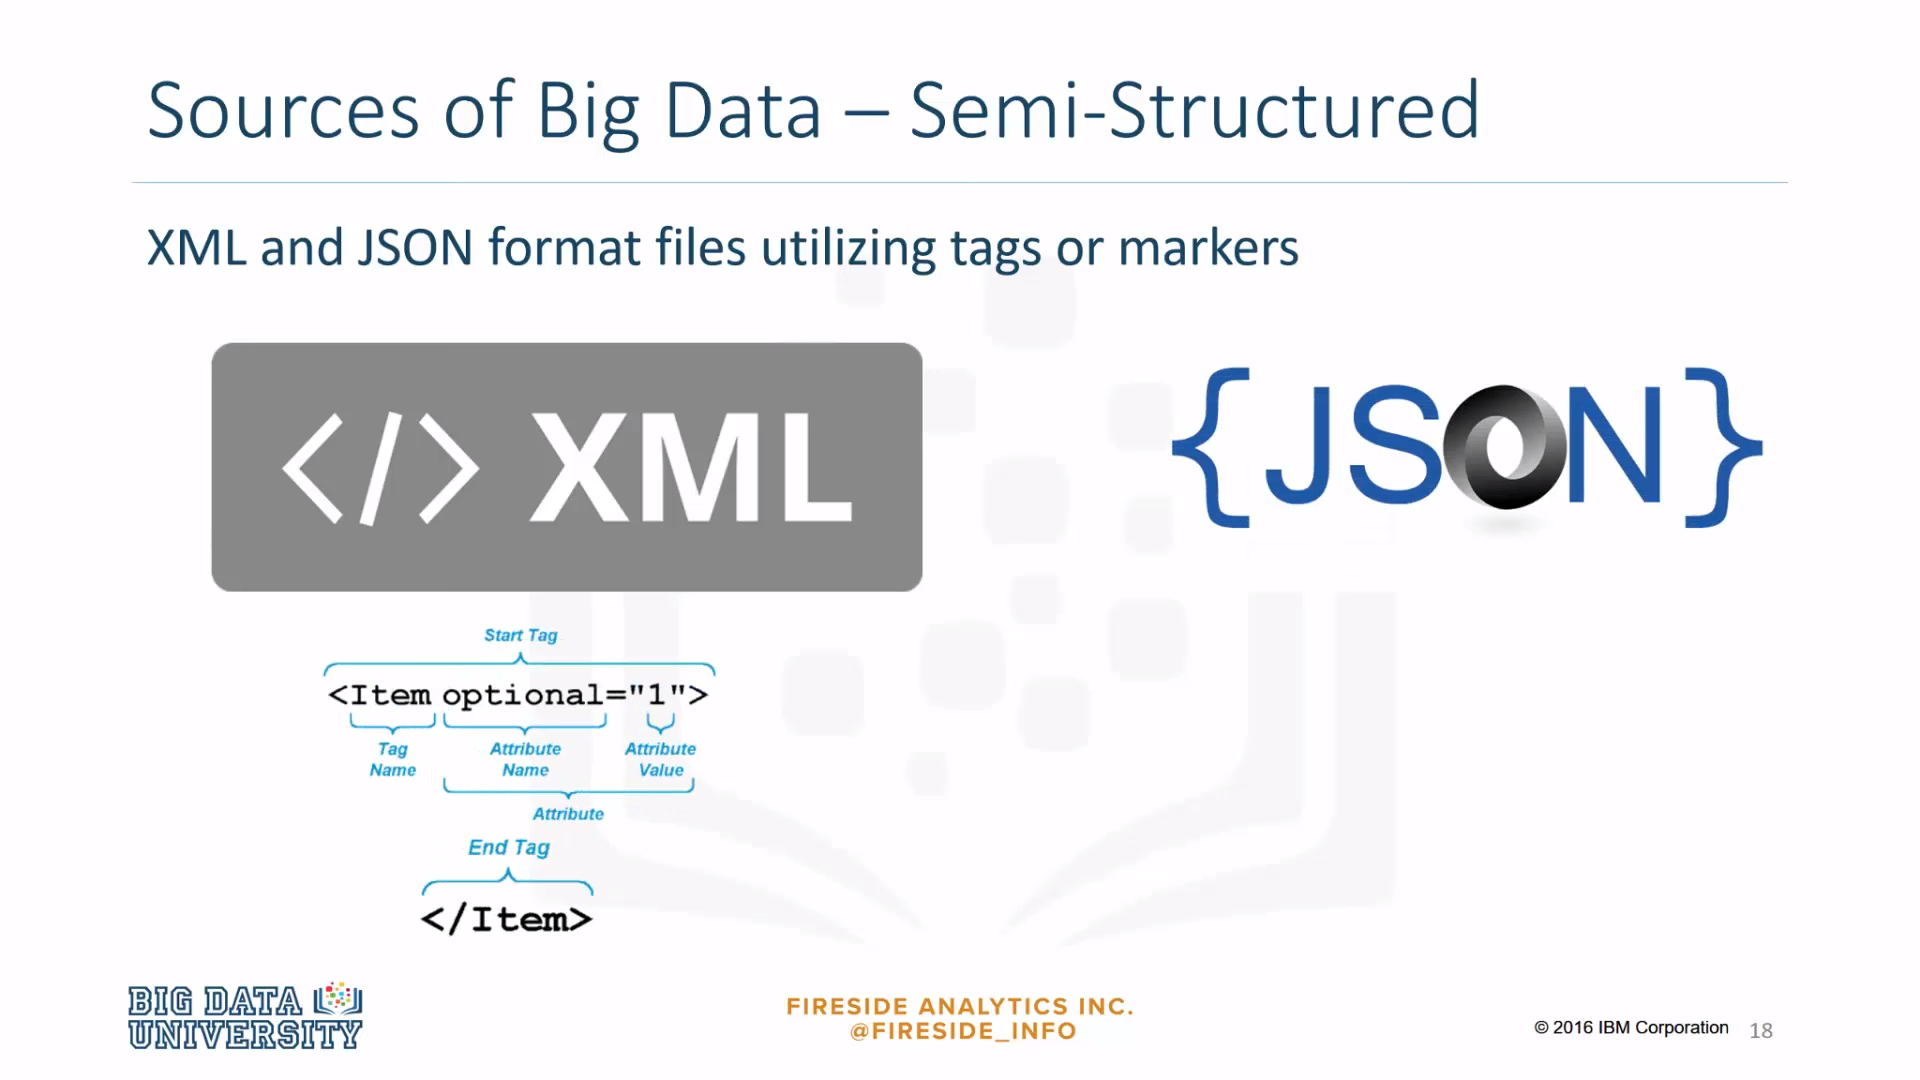 Sources of Big Data – Semi-Structured
XML and JSON format files utilizing tags or markers
</> XML
{JSON}
Start Tag
<Item optional="1">
Tag Name
Attribute Name
Attribute Value
Attribute
End Tag
</Item>
BIG DATA
UNIVERSITY
FIRESIDE ANALYTICS INC.
@FIRESIDE_INFO
© 2016 IBM Corporation 18